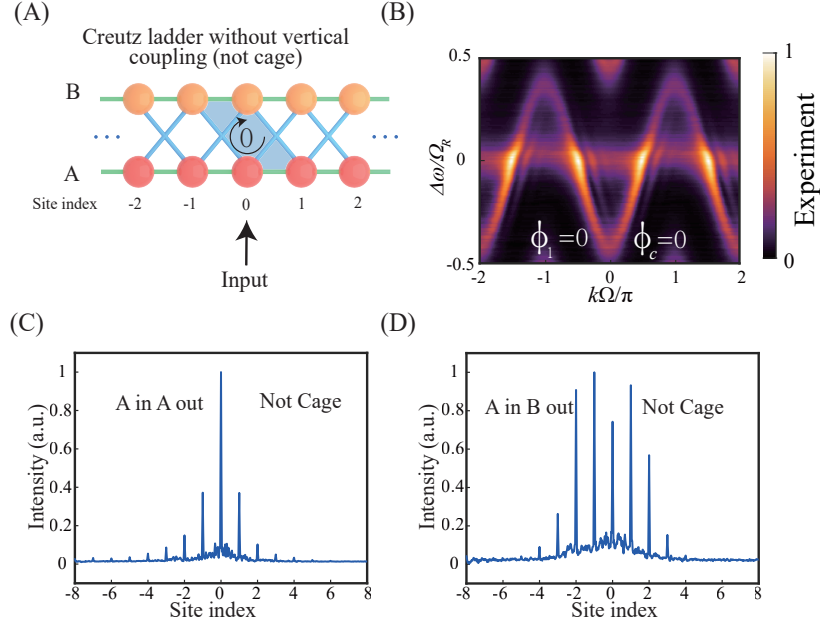 (A)
Creutz ladder without vertical
coupling (not cage)
B
0
A
Site index
-2 -1 0 1 2
Input
(B)
0.5
0
-0.5
Δω/Ω_R
ϕ₁=0 ϕ_c=0
-2 -1 0 1 2
kΩ/π
1
0
Experiment
(C)
1
0.8
0.6
0.4
0.2
0
Intensity (a.u.)
A in A out Not Cage
-8 -6 -4 -2 0 2 4 6 8
Site index
(D)
1
0.8
0.6
0.4
0.2
0
Intensity (a.u.)
A in B out Not Cage
-8 -6 -4 -2 0 2 4 6 8
Site index